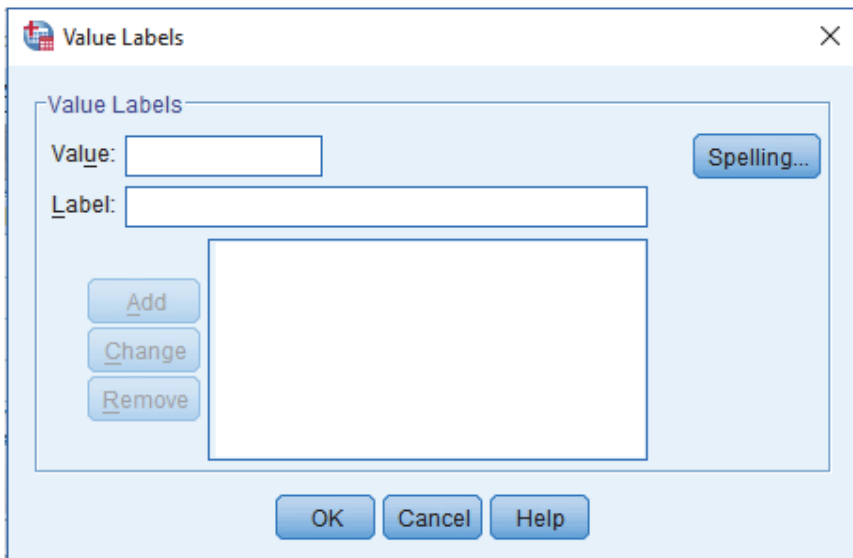 Value Labels
Value Labels
Value:
Spelling...
Label:
Add
Change
Remove
OK Cancel Help